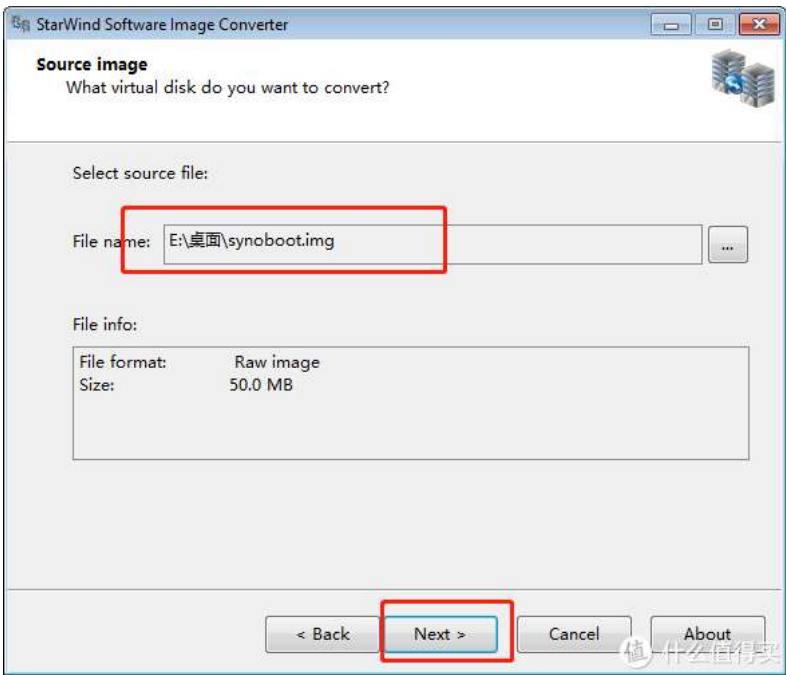 StarWind Software Image Converter
Source image
What virtual disk do you want to convert?
Select source file:
File name: E:\桌面\synoboot.img ...
File info:
File format: Raw image
Size: 50.0 MB
< Back Next > Cancel About
值 什么值得买